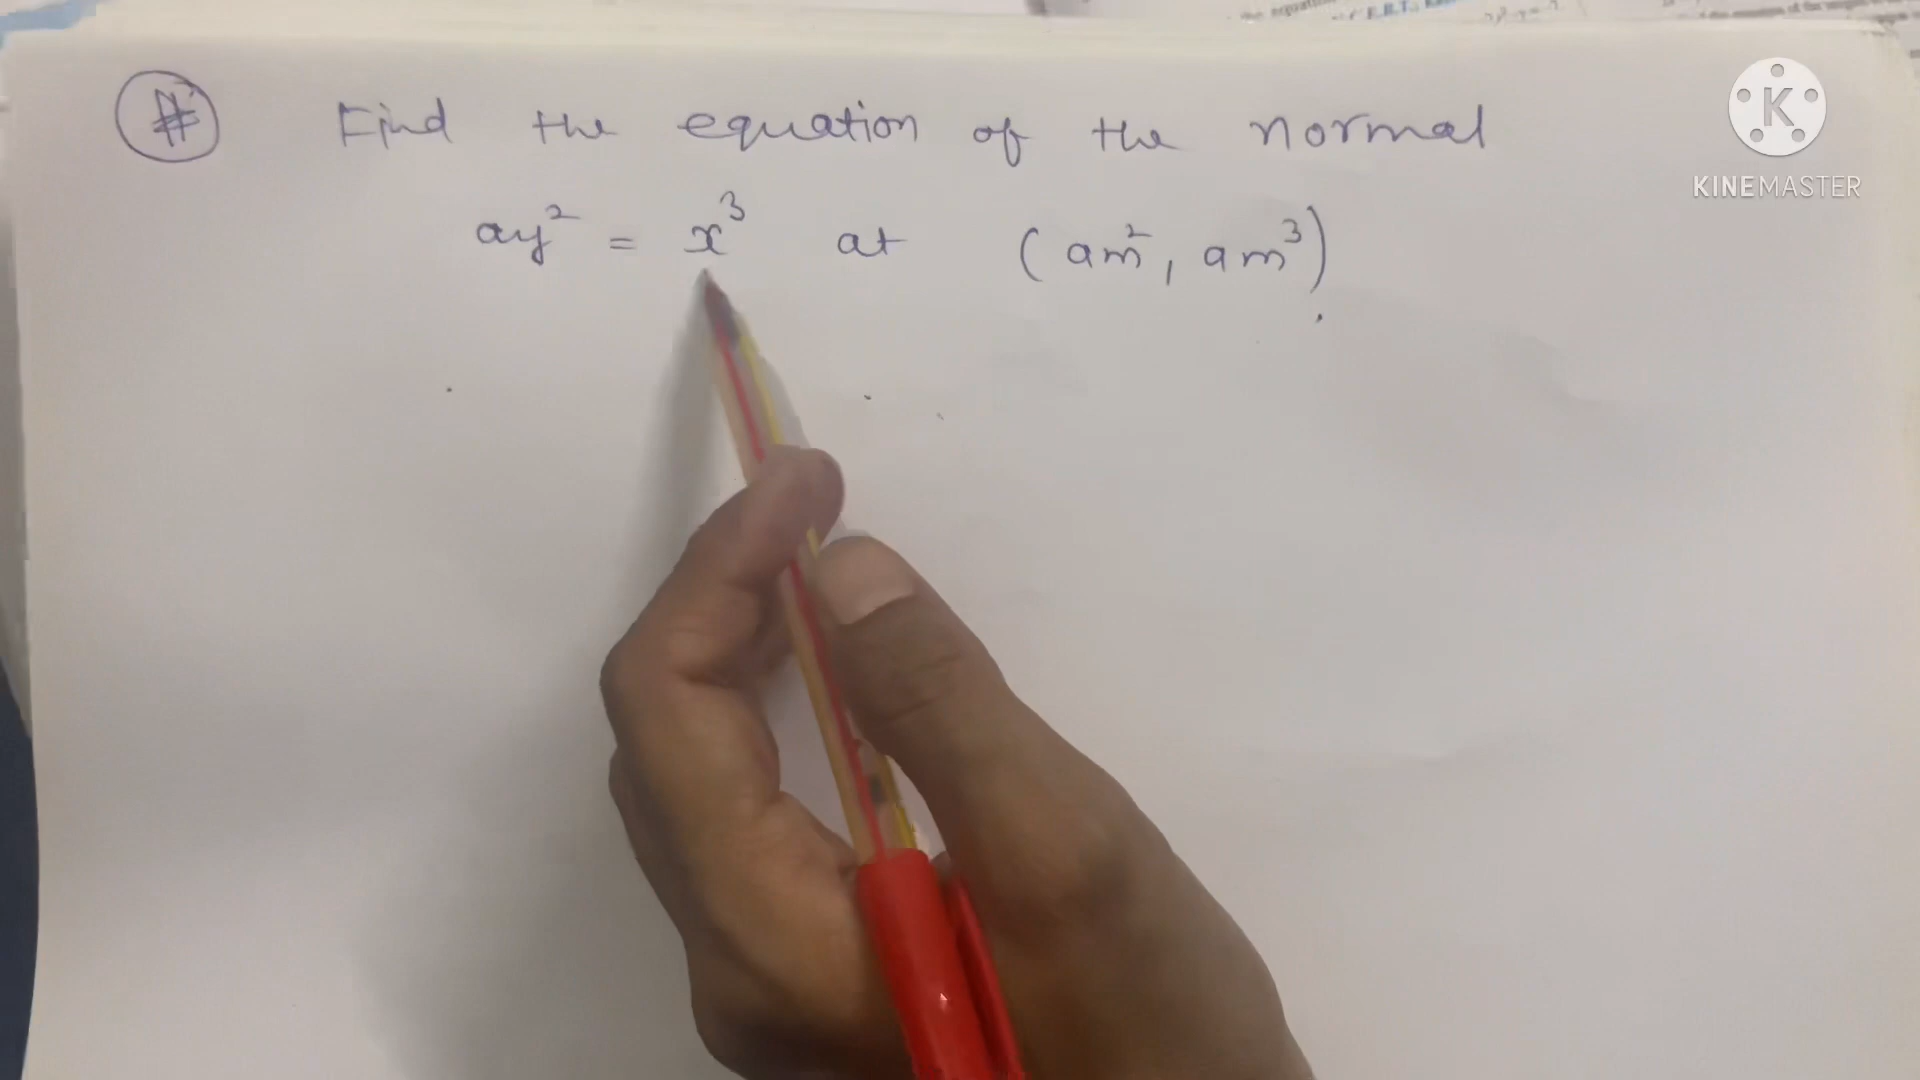 # Find the equation of the normal
ay² = x³ at (am², am³).
K
KINEMASTER